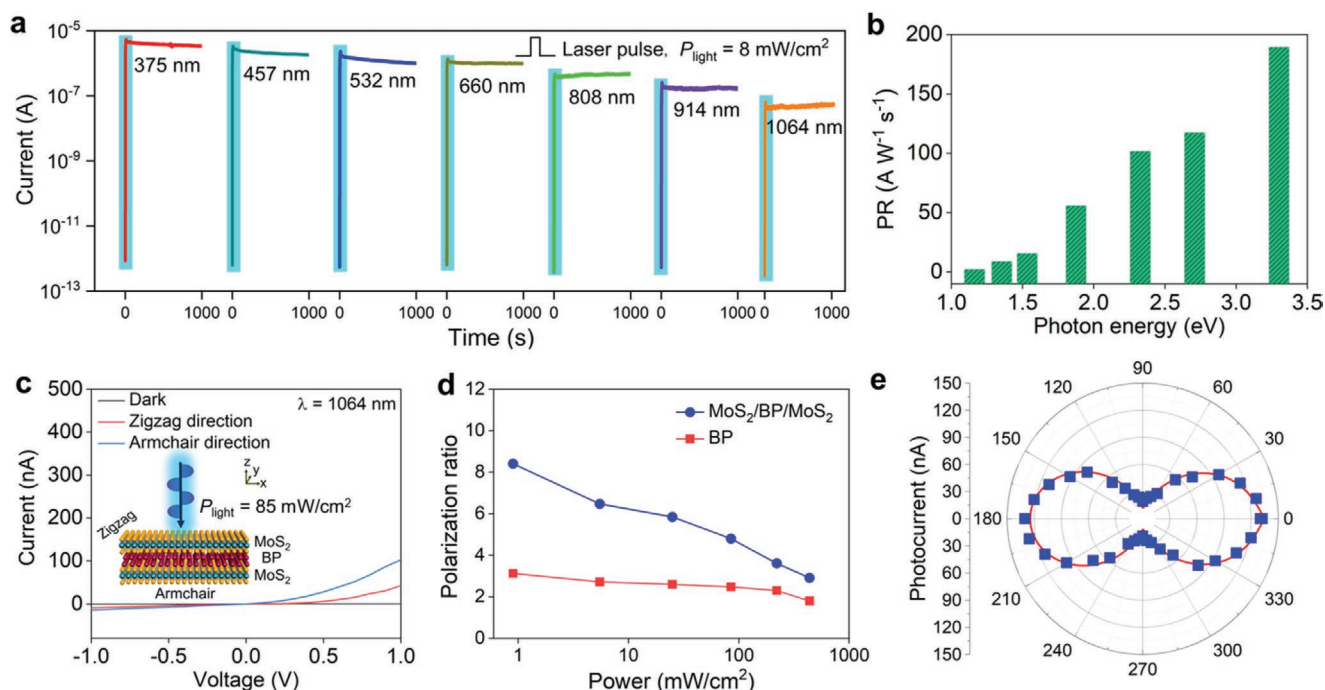 a
Current (A)
10⁻⁵
10⁻⁷
10⁻⁹
10⁻¹¹
10⁻¹³
Laser pulse, P_light = 8 mW/cm²
375 nm
457 nm
532 nm
660 nm
808 nm
914 nm
1064 nm
0 1000 0 1000 0 1000 0 1000 0 1000 0 1000 0 1000
Time (s)
b
PR (A W⁻¹ s⁻¹)
200
150
100
50
0
1.0 1.5 2.0 2.5 3.0 3.5
Photon energy (eV)
c
Current (nA)
500
400
300
200
100
0
Dark
Zigzag direction
Armchair direction
λ = 1064 nm
z
y
x
P_light = 85 mW/cm²
Zigzag
MoS₂
BP
MoS₂
Armchair
-1.0 -0.5 0.0 0.5 1.0
Voltage (V)
d
Polarization ratio
12
10
8
6
4
2
0
MoS₂/BP/MoS₂
BP
1 10 100 1000
Power (mW/cm²)
e
Photocurrent (nA)
150
120
90
60
30
0
30
60
90
120
150
90
120 60
150 30
180 0
210 330
240 300
270